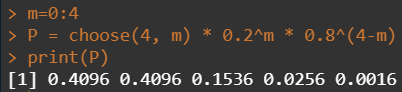 > m=0:4
> P = choose(4, m) * 0.2^m * 0.8^(4-m)
> print(P)
[1] 0.4096 0.4096 0.1536 0.0256 0.0016